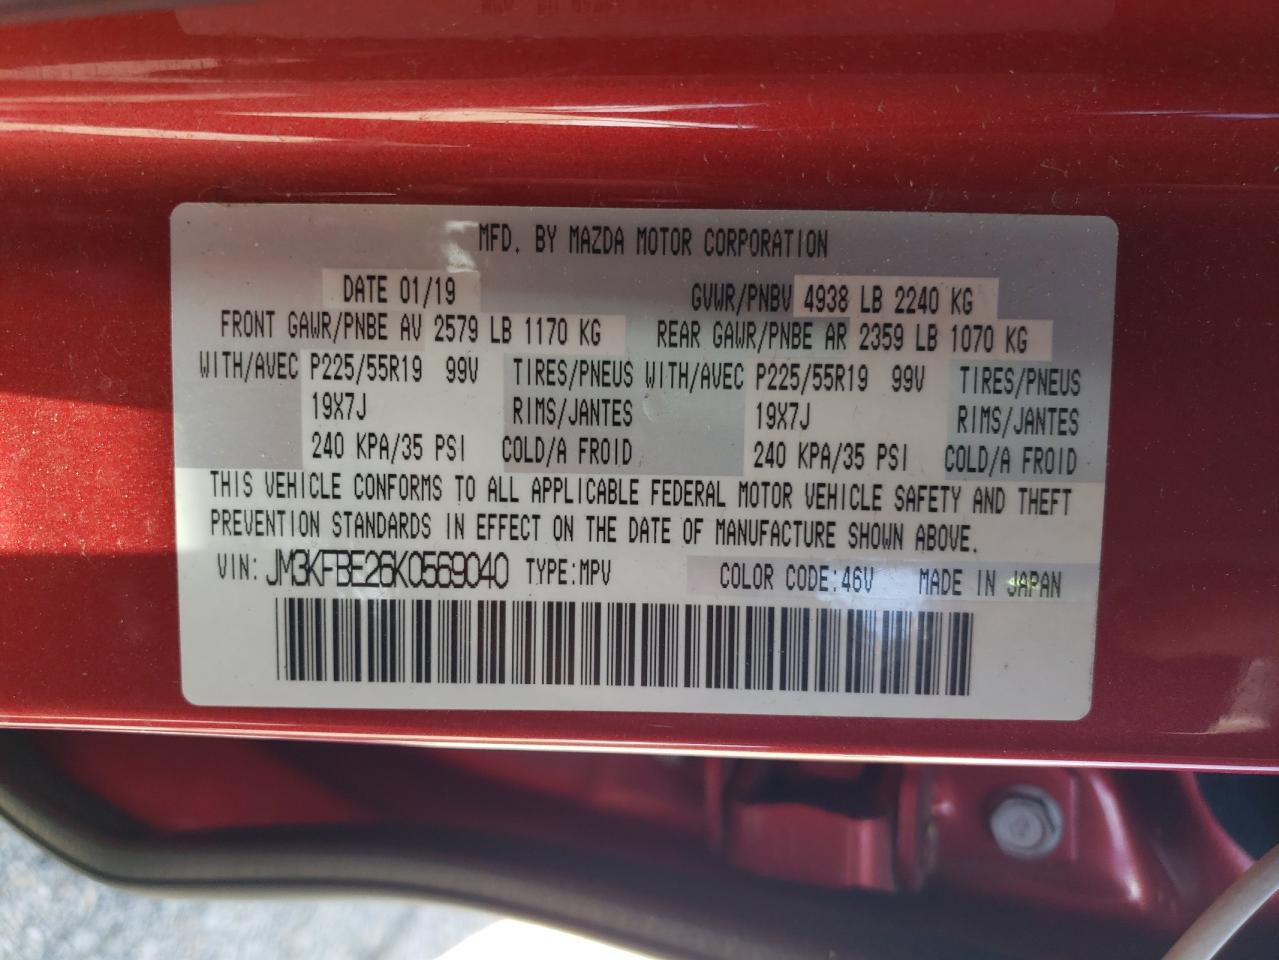 MFD. BY MAZDA MOTOR CORPORATION
DATE 01/19 GVWR/PNBV 4938 LB 2240 KG
FRONT GAWR/PNBE AV 2579 LB 1170 KG REAR GAWR/PNBE AR 2359 LB 1070 KG
WITH/AVEC P225/55R19 99V TIRES/PNEUS WITH/AVEC P225/55R19 99V TIRES/PNEUS
19X7J RIMS/JANTES 19X7J RIMS/JANTES
240 KPA/35 PSI COLD/A FROID 240 KPA/35 PSI COLD/A FROID
THIS VEHICLE CONFORMS TO ALL APPLICABLE FEDERAL MOTOR VEHICLE SAFETY AND THEFT
PREVENTION STANDARDS IN EFFECT ON THE DATE OF MANUFACTURE SHOWN ABOVE.
VIN: JM3KFBE26K0569040 TYPE:MPV COLOR CODE:46V MADE IN JAPAN